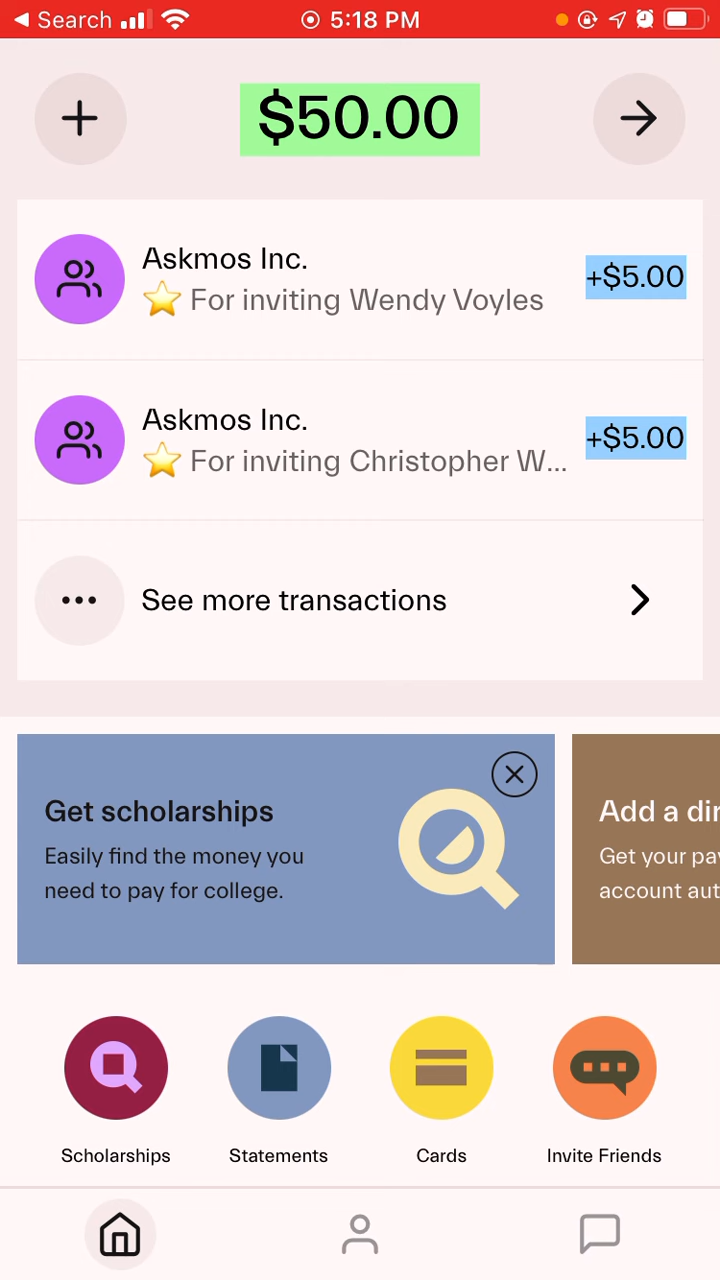 Search
5:18 PM
$50.00
Askmos Inc.
⭐ For inviting Wendy Voyles
+$5.00
Askmos Inc.
⭐ For inviting Christopher W...
+$5.00
See more transactions
Get scholarships
Easily find the money you
need to pay for college.
Add a dir
Get your pay
account aut
Scholarships
Statements
Cards
Invite Friends